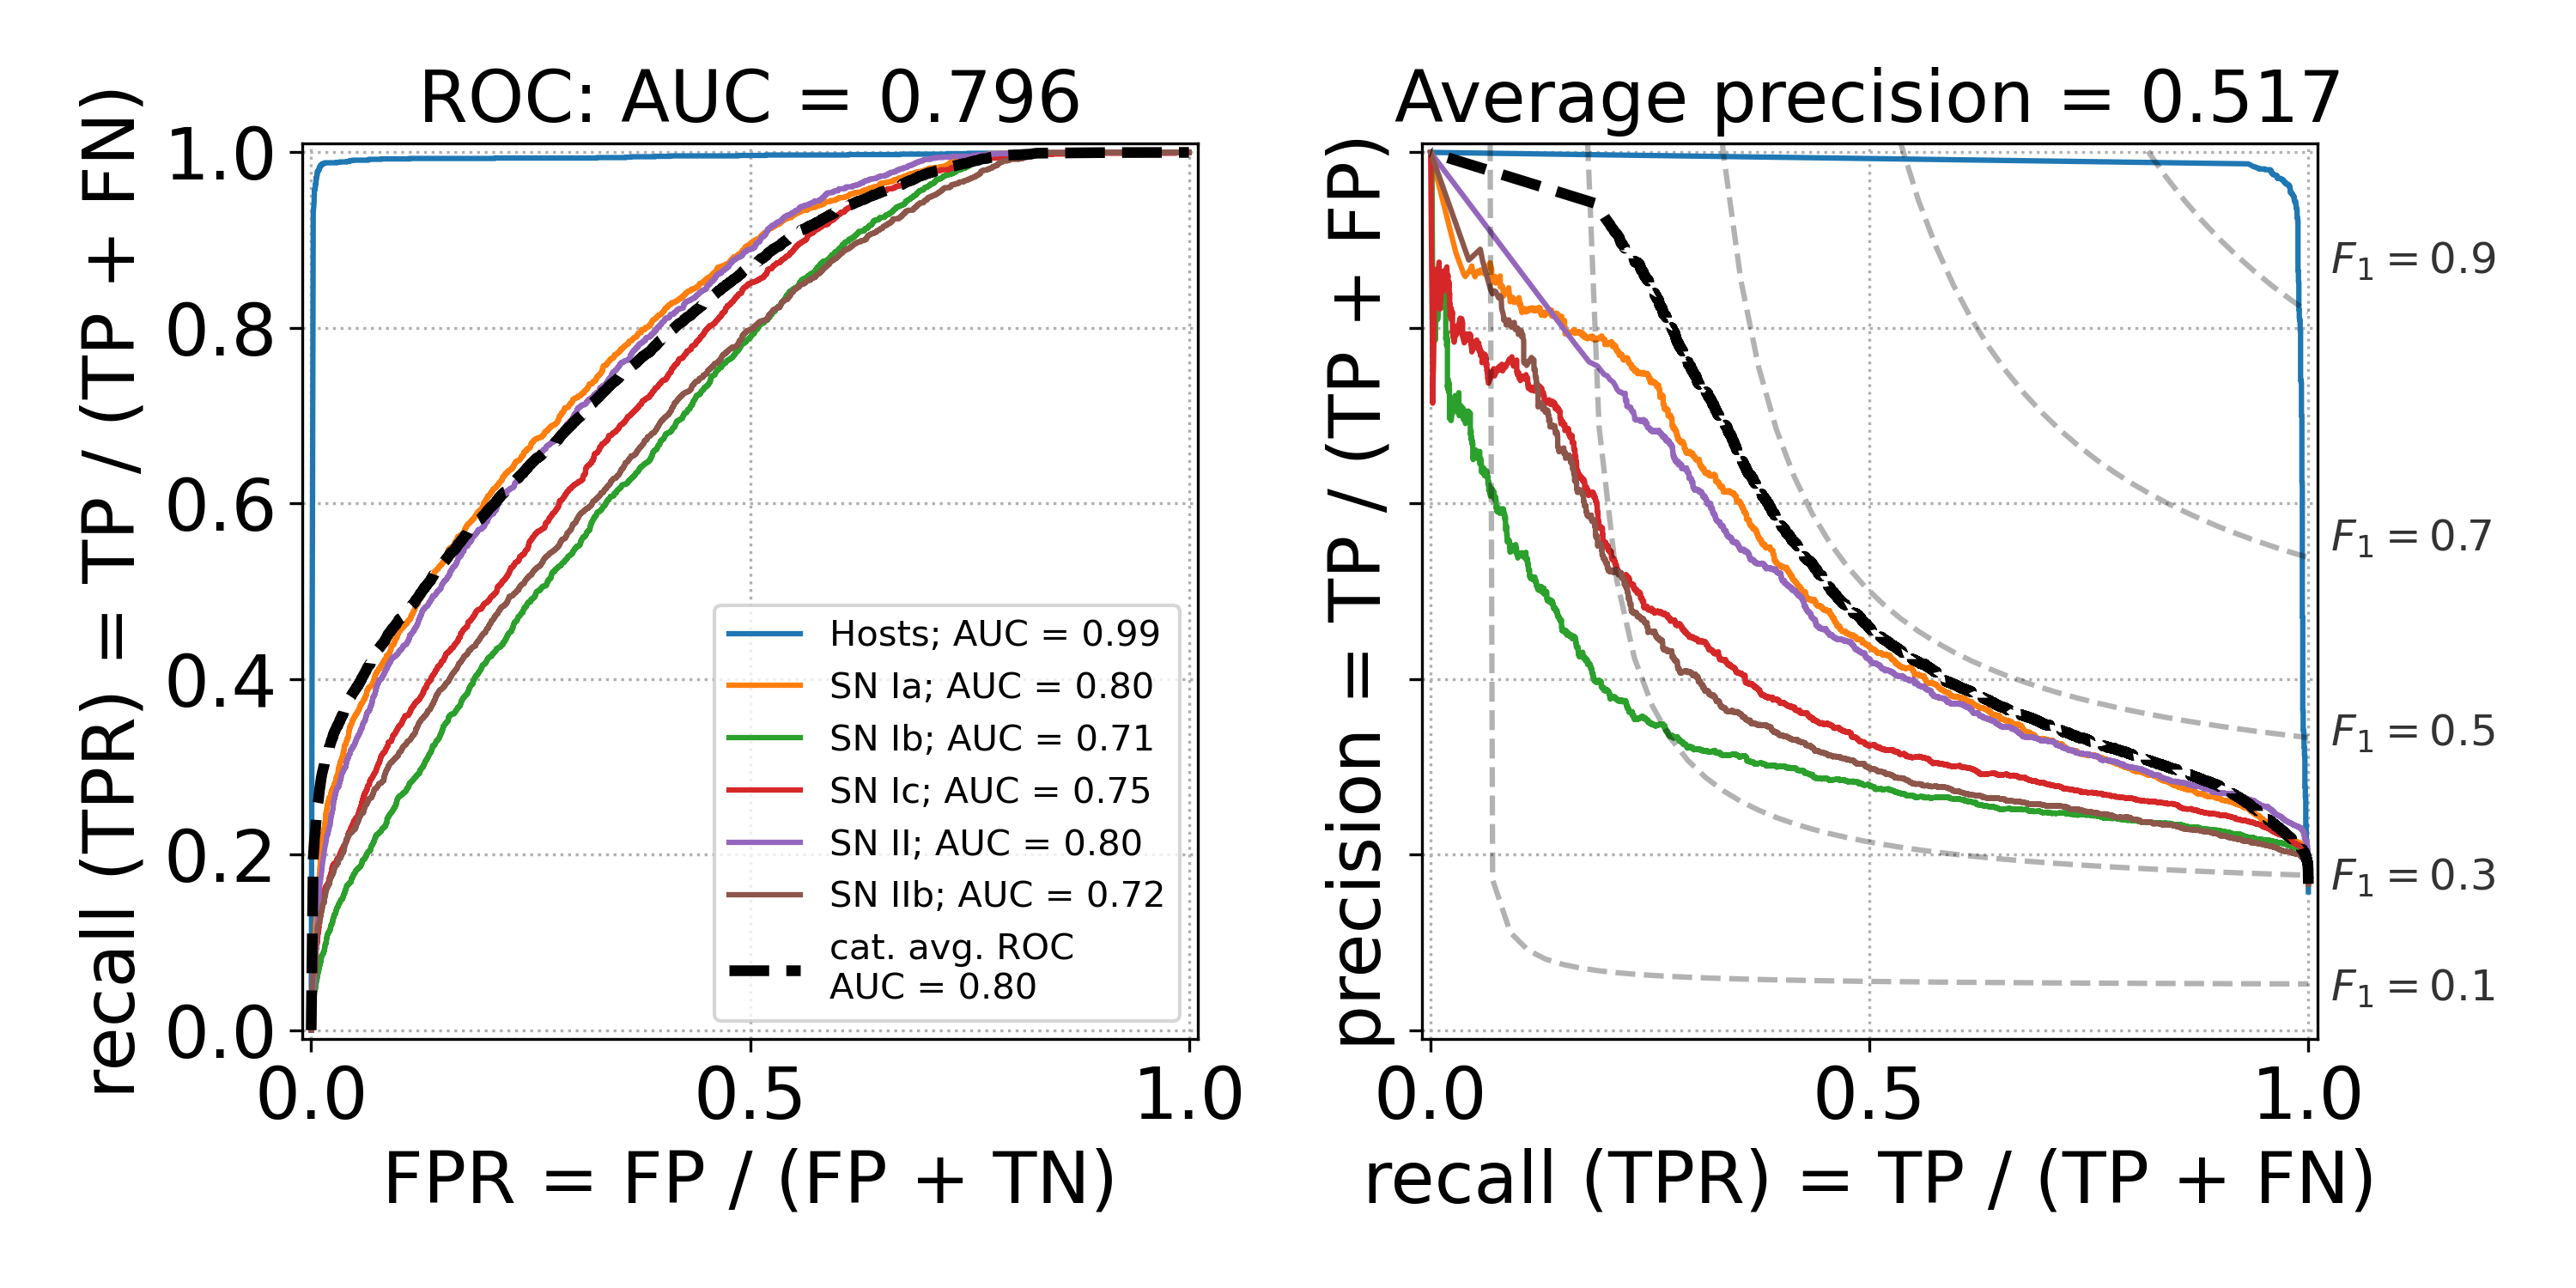 ROC: AUC = 0.796
recall (TPR) = TP / (TP + FN)
1.0
0.8
0.6
0.4
0.2
0.0
0.0
0.5
1.0
FPR = FP / (FP + TN)
Hosts; AUC = 0.99
SN Ia; AUC = 0.80
SN Ib; AUC = 0.71
SN Ic; AUC = 0.75
SN II; AUC = 0.80
SN IIb; AUC = 0.72
cat. avg. ROC
AUC = 0.80
Average precision = 0.517
precision = TP / (TP + FP)
F₁ = 0.9
F₁ = 0.7
F₁ = 0.5
F₁ = 0.3
F₁ = 0.1
0.0
0.5
1.0
recall (TPR) = TP / (TP + FN)